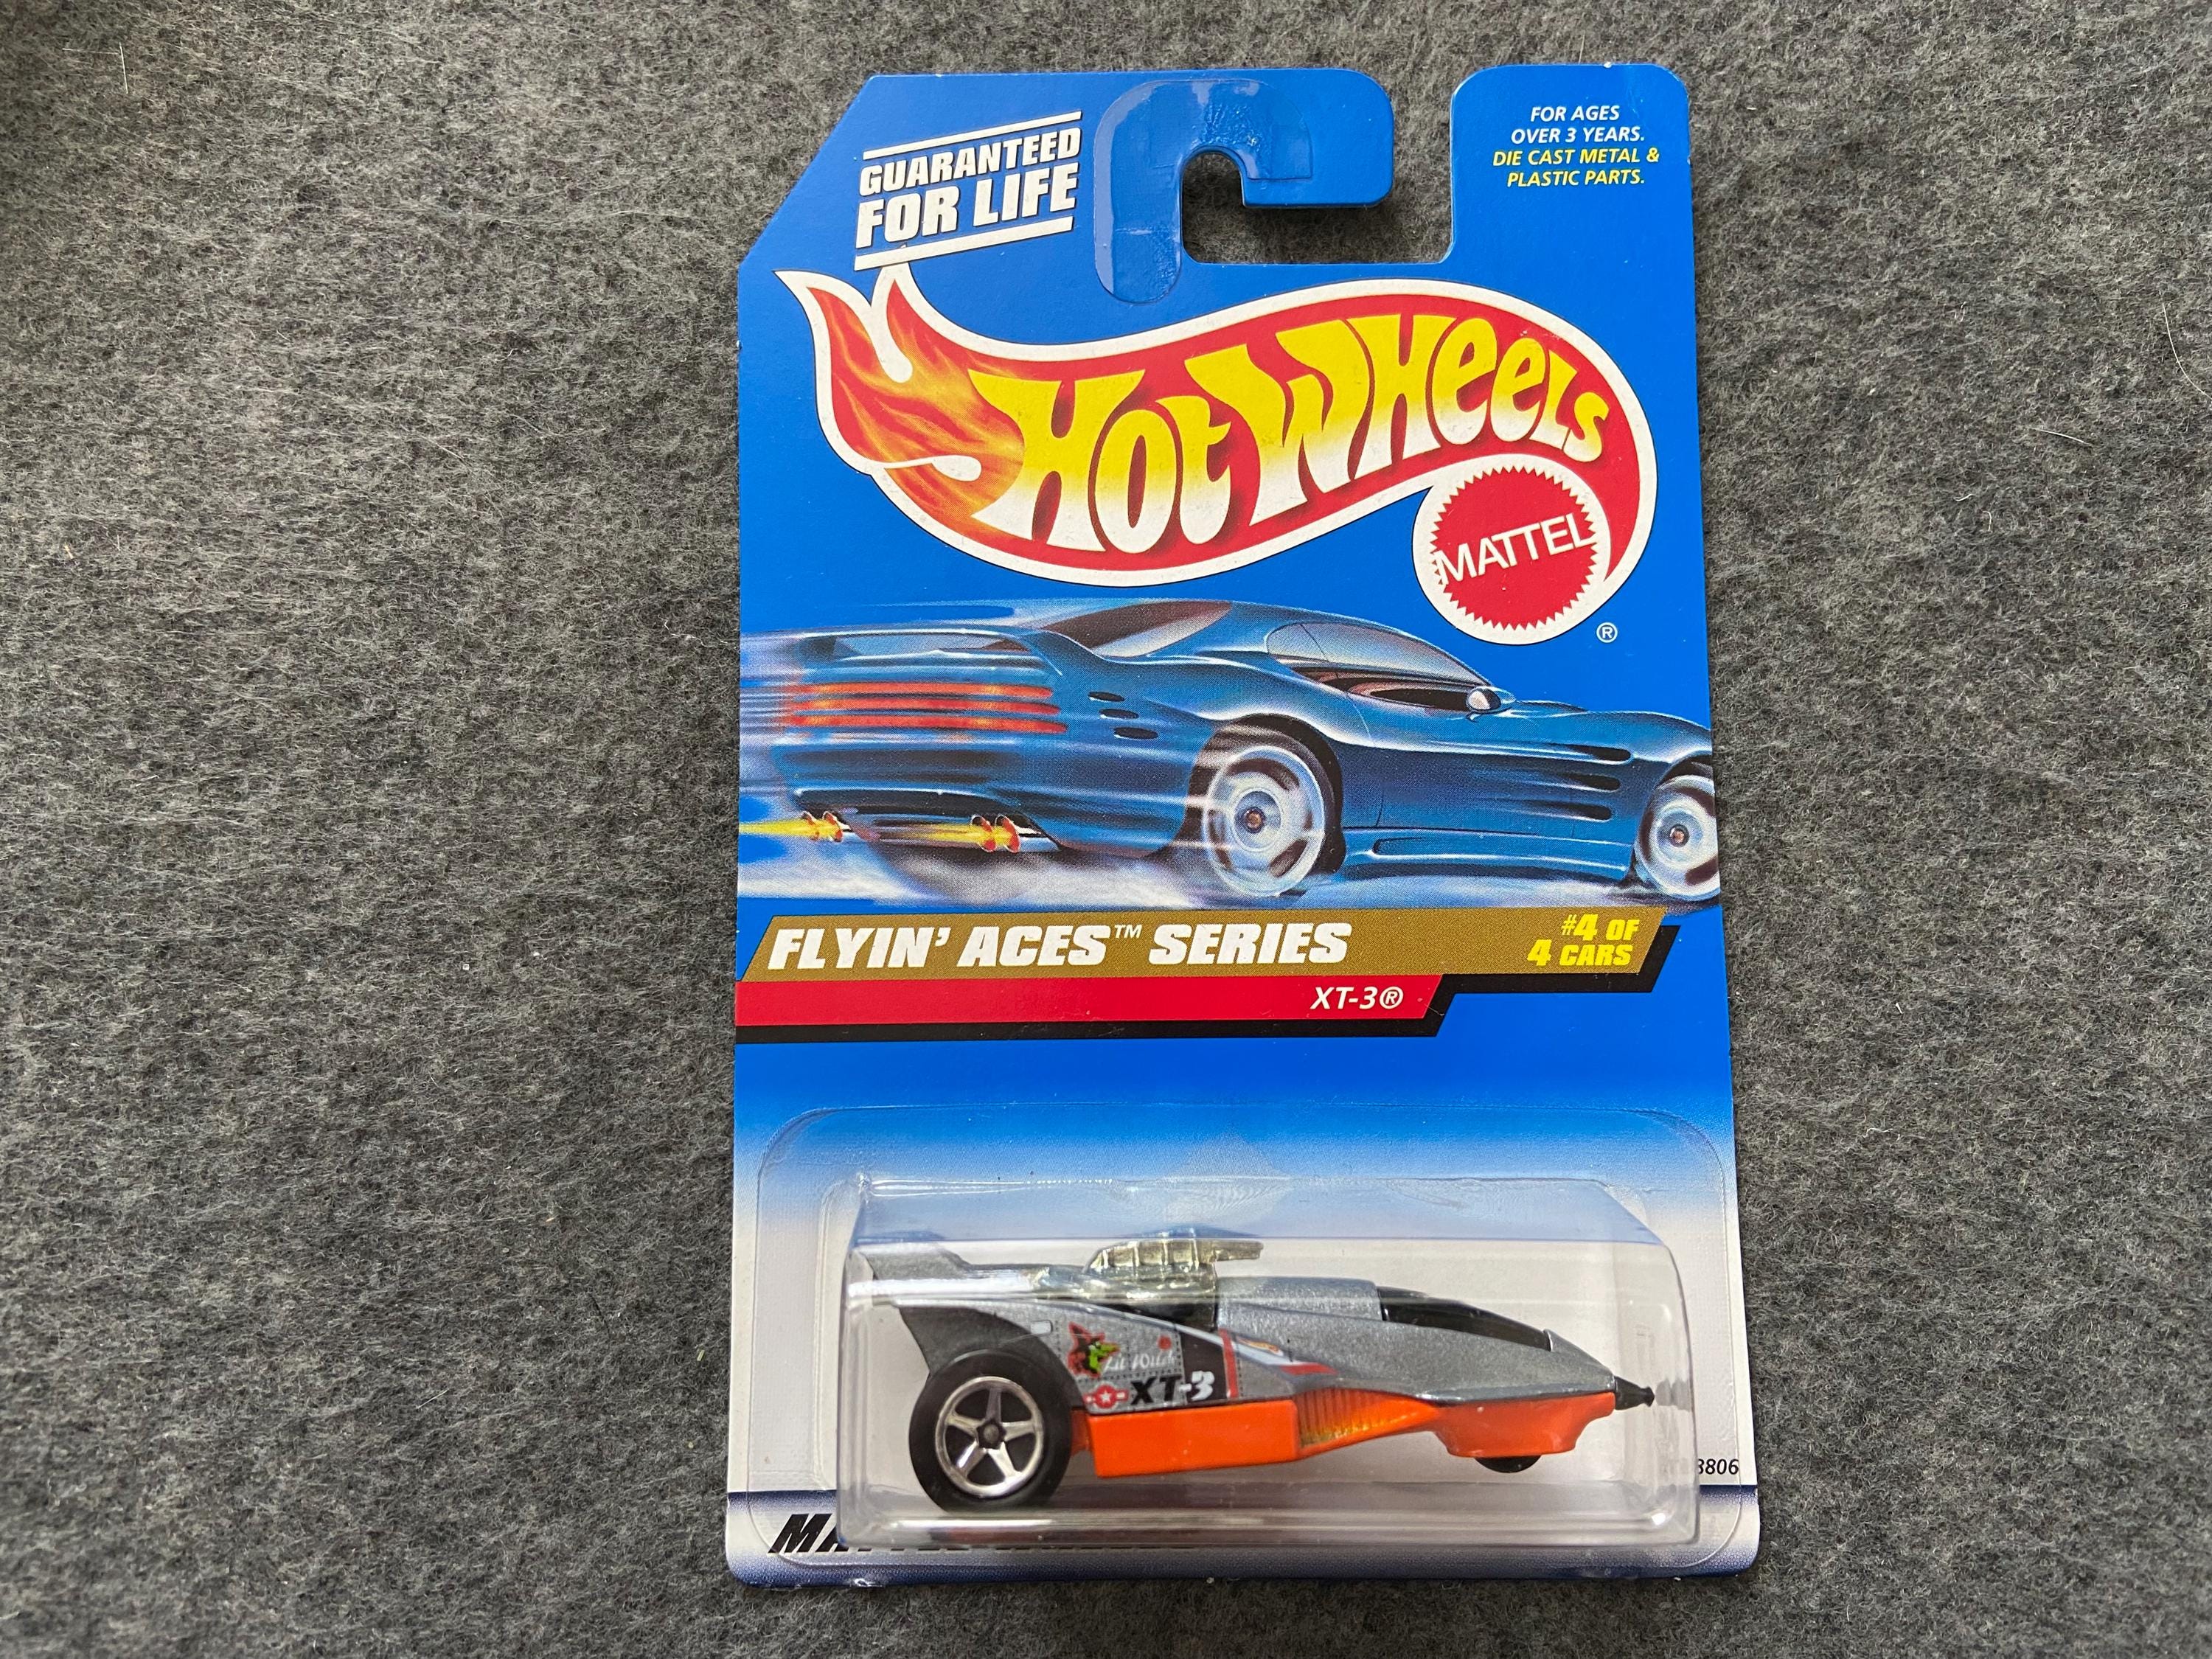 GUARANTEED
FOR LIFE
FOR AGES
OVER 3 YEARS.
DIE CAST METAL &
PLASTIC PARTS.
HOT WHEELS
MATTEL
®
FLYIN' ACES™ SERIES
#4 OF
4 CARS
XT-3®
XT-3